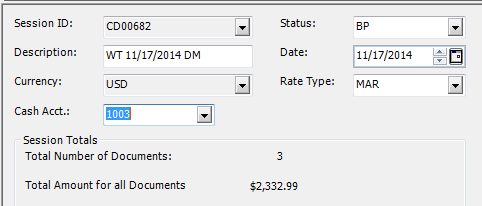 Session ID: CD00682 Status: BP
Description: WT 11/17/2014 DM Date: 11/17/2014
Currency: USD Rate Type: MAR
Cash Acct.: 1003
Session Totals
Total Number of Documents: 3
Total Amount for all Documents $2,332.99